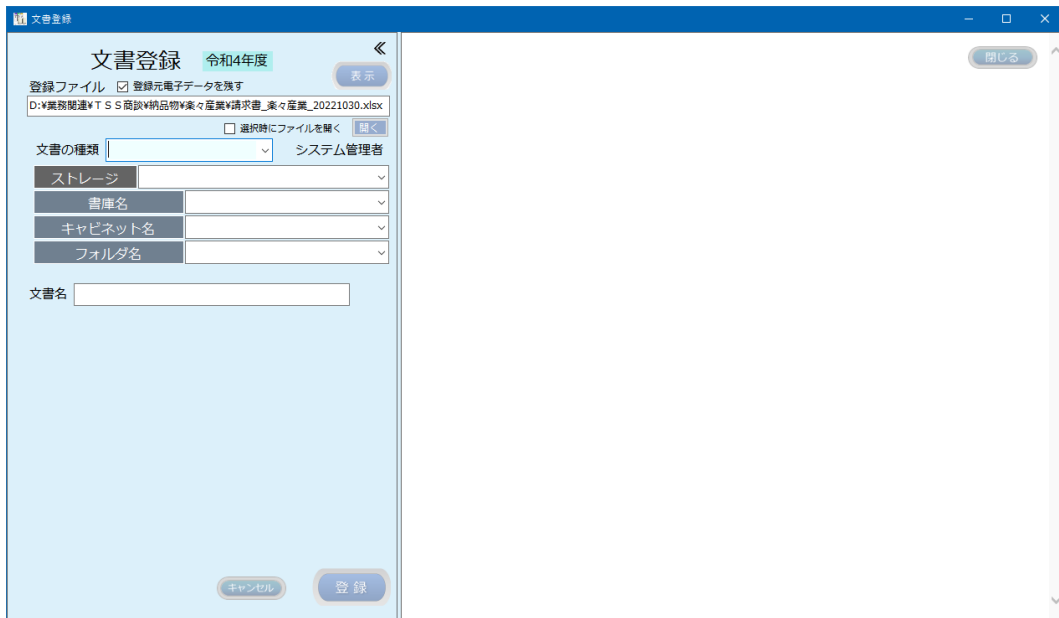 文書登録
文書登録 令和4年度
表示
登録ファイル 登録元電子データを残す
D:¥業務関連¥ＴＳＳ商談¥納品物¥楽々産業¥請求書_楽々産業_20221030.xlsx
選択時にファイルを開く 開く
文書の種類 システム管理者
ストレージ
書庫名
キャビネット名
フォルダ名
文書名
キャンセル 登録
閉じる